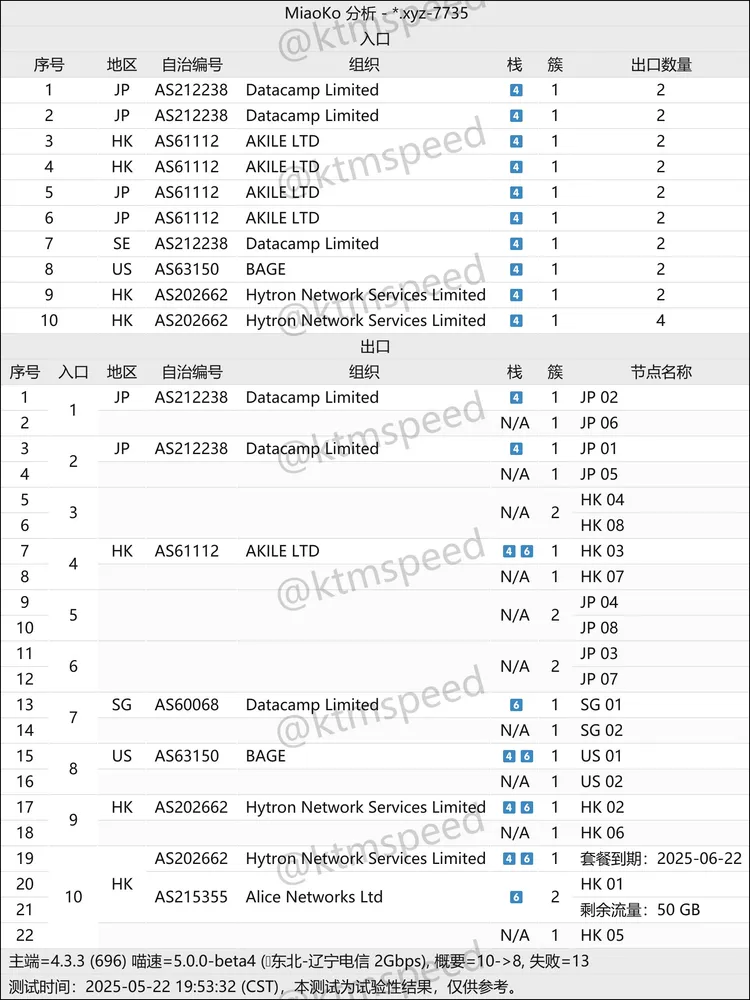 MiaoKo 分析 - *.xyz-7735
入口
序号 地区 自治编号 组织 栈 簇 出口数量
1 JP AS212238 Datacamp Limited 4 1 2
2 JP AS212238 Datacamp Limited 4 1 2
3 HK AS61112 AKILE LTD 4 1 2
4 HK AS61112 AKILE LTD 4 1 2
5 JP AS61112 AKILE LTD 4 1 2
6 JP AS61112 AKILE LTD 4 1 2
7 SE AS212238 Datacamp Limited 4 1 2
8 US AS63150 BAGE 4 1 2
9 HK AS202662 Hytron Network Services Limited 4 1 2
10 HK AS202662 Hytron Network Services Limited 4 1 4
出口
序号 入口 地区 自治编号 组织 栈 簇 节点名称
1 1 JP AS212238 Datacamp Limited 4 1 JP 02
2 N/A 1 JP 06
3 2 JP AS212238 Datacamp Limited 4 1 JP 01
4 N/A 1 JP 05
5 3 N/A 2 HK 04
6 HK 08
7 4 HK AS61112 AKILE LTD 4 6 1 HK 03
8 N/A 1 HK 07
9 5 N/A 2 JP 04
10 JP 08
11 6 N/A 2 JP 03
12 JP 07
13 7 SG AS60068 Datacamp Limited 6 1 SG 01
14 N/A 1 SG 02
15 8 US AS63150 BAGE 4 6 1 US 01
16 N/A 1 US 02
17 9 HK AS202662 Hytron Network Services Limited 4 6 1 HK 02
18 N/A 1 HK 06
19 10 HK AS202662 Hytron Network Services Limited 4 6 1 套餐到期：2025-06-22
20 AS215355 Alice Networks Ltd 6 2 HK 01
21 剩余流量：50 GB
22 N/A 1 HK 05
主端=4.3.3 (696) 喵速=5.0.0-beta4 (▯东北-辽宁电信 2Gbps), 概要=10->8, 失败=13
测试时间：2025-05-22 19:53:32 (CST)，本测试为试验性结果，仅供参考。
@ktmspeed
@ktmspeed
@ktmspeed
@ktmspeed
@ktmspeed
@ktmspeed
@ktmspeed